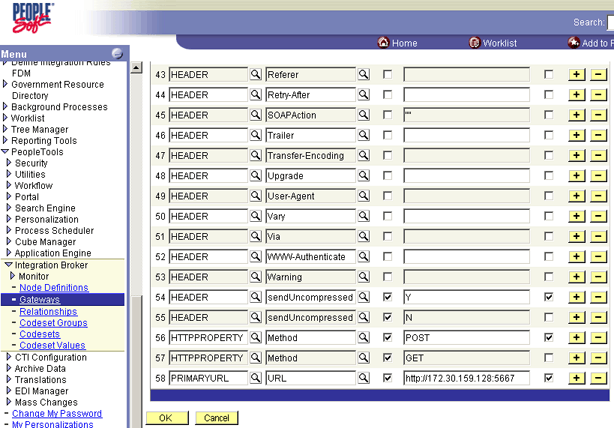 PEOPLE
Soft
Search:
Home
Worklist
Add to F
Menu
Define Integration Rules
FDM
Government Resource
Directory
Background Processes
Worklist
Tree Manager
Reporting Tools
PeopleTools
Security
Utilities
Workflow
Portal
Search Engine
Personalization
Process Scheduler
Cube Manager
Application Engine
Integration Broker
Monitor
Node Definitions
Gateways
Relationships
Codeset Groups
Codesets
Codeset Values
CTI Configuration
Archive Data
Translations
EDI Manager
Mass Changes
Change My Password
My Personalizations
43 HEADER Referer
44 HEADER Retry-After
45 HEADER SOAPAction ""
46 HEADER Trailer
47 HEADER Transfer-Encoding
48 HEADER Upgrade
49 HEADER User-Agent
50 HEADER Vary
51 HEADER Via
52 HEADER WWW-Authenticate
53 HEADER Warning
54 HEADER sendUncompressed Y
55 HEADER sendUncompressed N
56 HTTPPROPERTY Method POST
57 HTTPPROPERTY Method GET
58 PRIMARYURL URL http://172.30.159.128:5667
OK Cancel